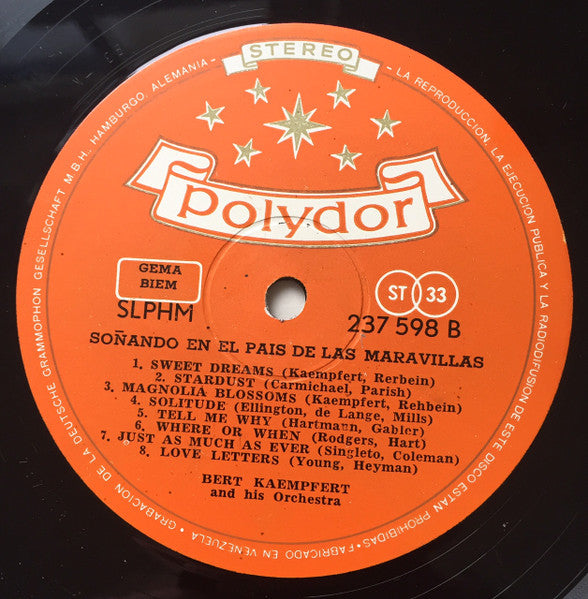 STEREO
polydor
GEMA
BIEM
SLPHM
ST 33
237 598 B
SOÑANDO EN EL PAIS DE LAS MARAVILLAS
1. SWEET DREAMS (Kaempfert, Rerbein)
2. STARDUST (Carmichael, Parish)
3. MAGNOLIA BLOSSOMS (Kaempfert, Rehbein)
4. SOLITUDE (Ellington, de Lange, Mills)
5. TELL ME WHY (Hartmann, Gabler)
6. WHERE OR WHEN (Rodgers, Hart)
7. JUST AS MUCH AS EVER (Singleto, Coleman)
8. LOVE LETTERS (Young, Heyman)
BERT KAEMPFERT
and his Orchestra
- LA REPRODUCCION, LA EJECUCION PUBLICA Y LA RADIODIFUSION DE ESTE DISCO ESTAN PROHIBIDAS • FABRICADO EN VENEZUELA • GRABACION DE LA DEUTSCHE GRAMMOPHON GESELLSCHAFT M.B.H., HAMBURGO, ALEMANIA -